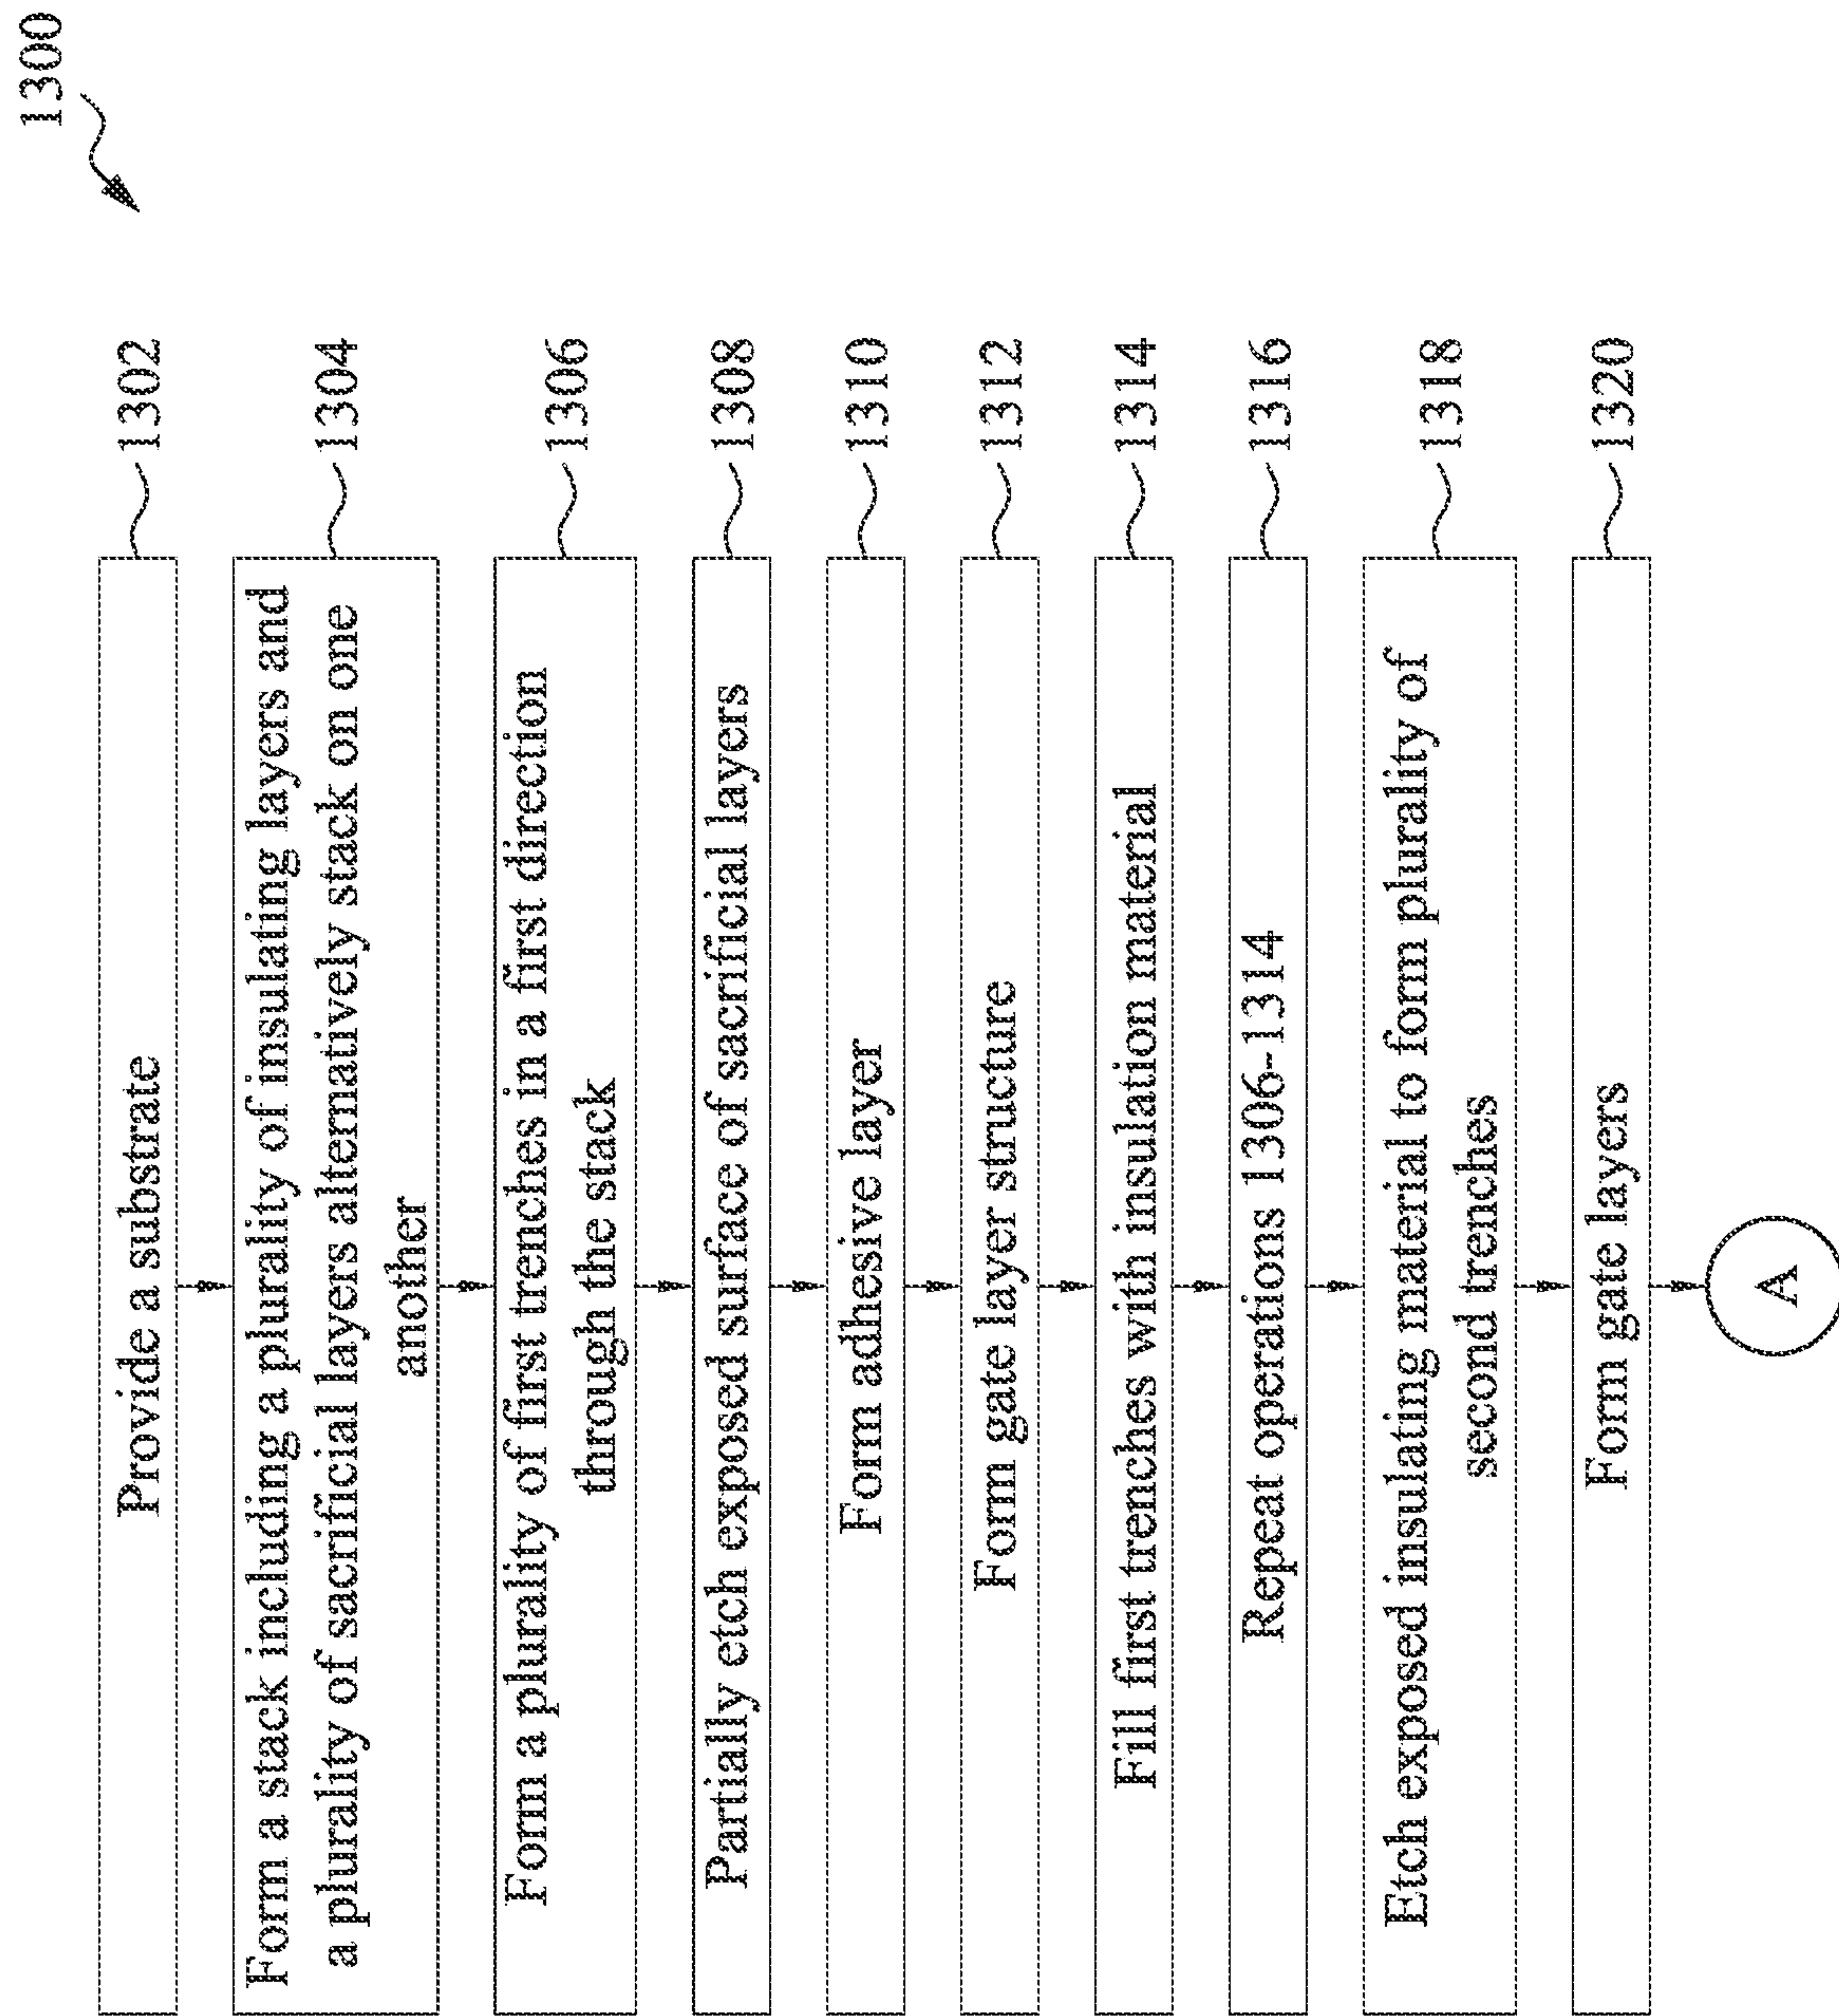 1300
Provide a substrate
1302
Form a stack including a plurality of insulating layers and
a plurality of sacrificial layers alternatively stack on one
another
1304
Form a plurality of first trenches in a first direction
through the stack
1306
Partially etch exposed surface of sacrificial layers
1308
Form adhesive layer
1310
Form gate layer structure
1312
Fill first trenches with insulation material
1314
Repeat operations 1306-1314
1316
Etch exposed insulating material to form plurality of
second trenches
1318
Form gate layers
1320
A